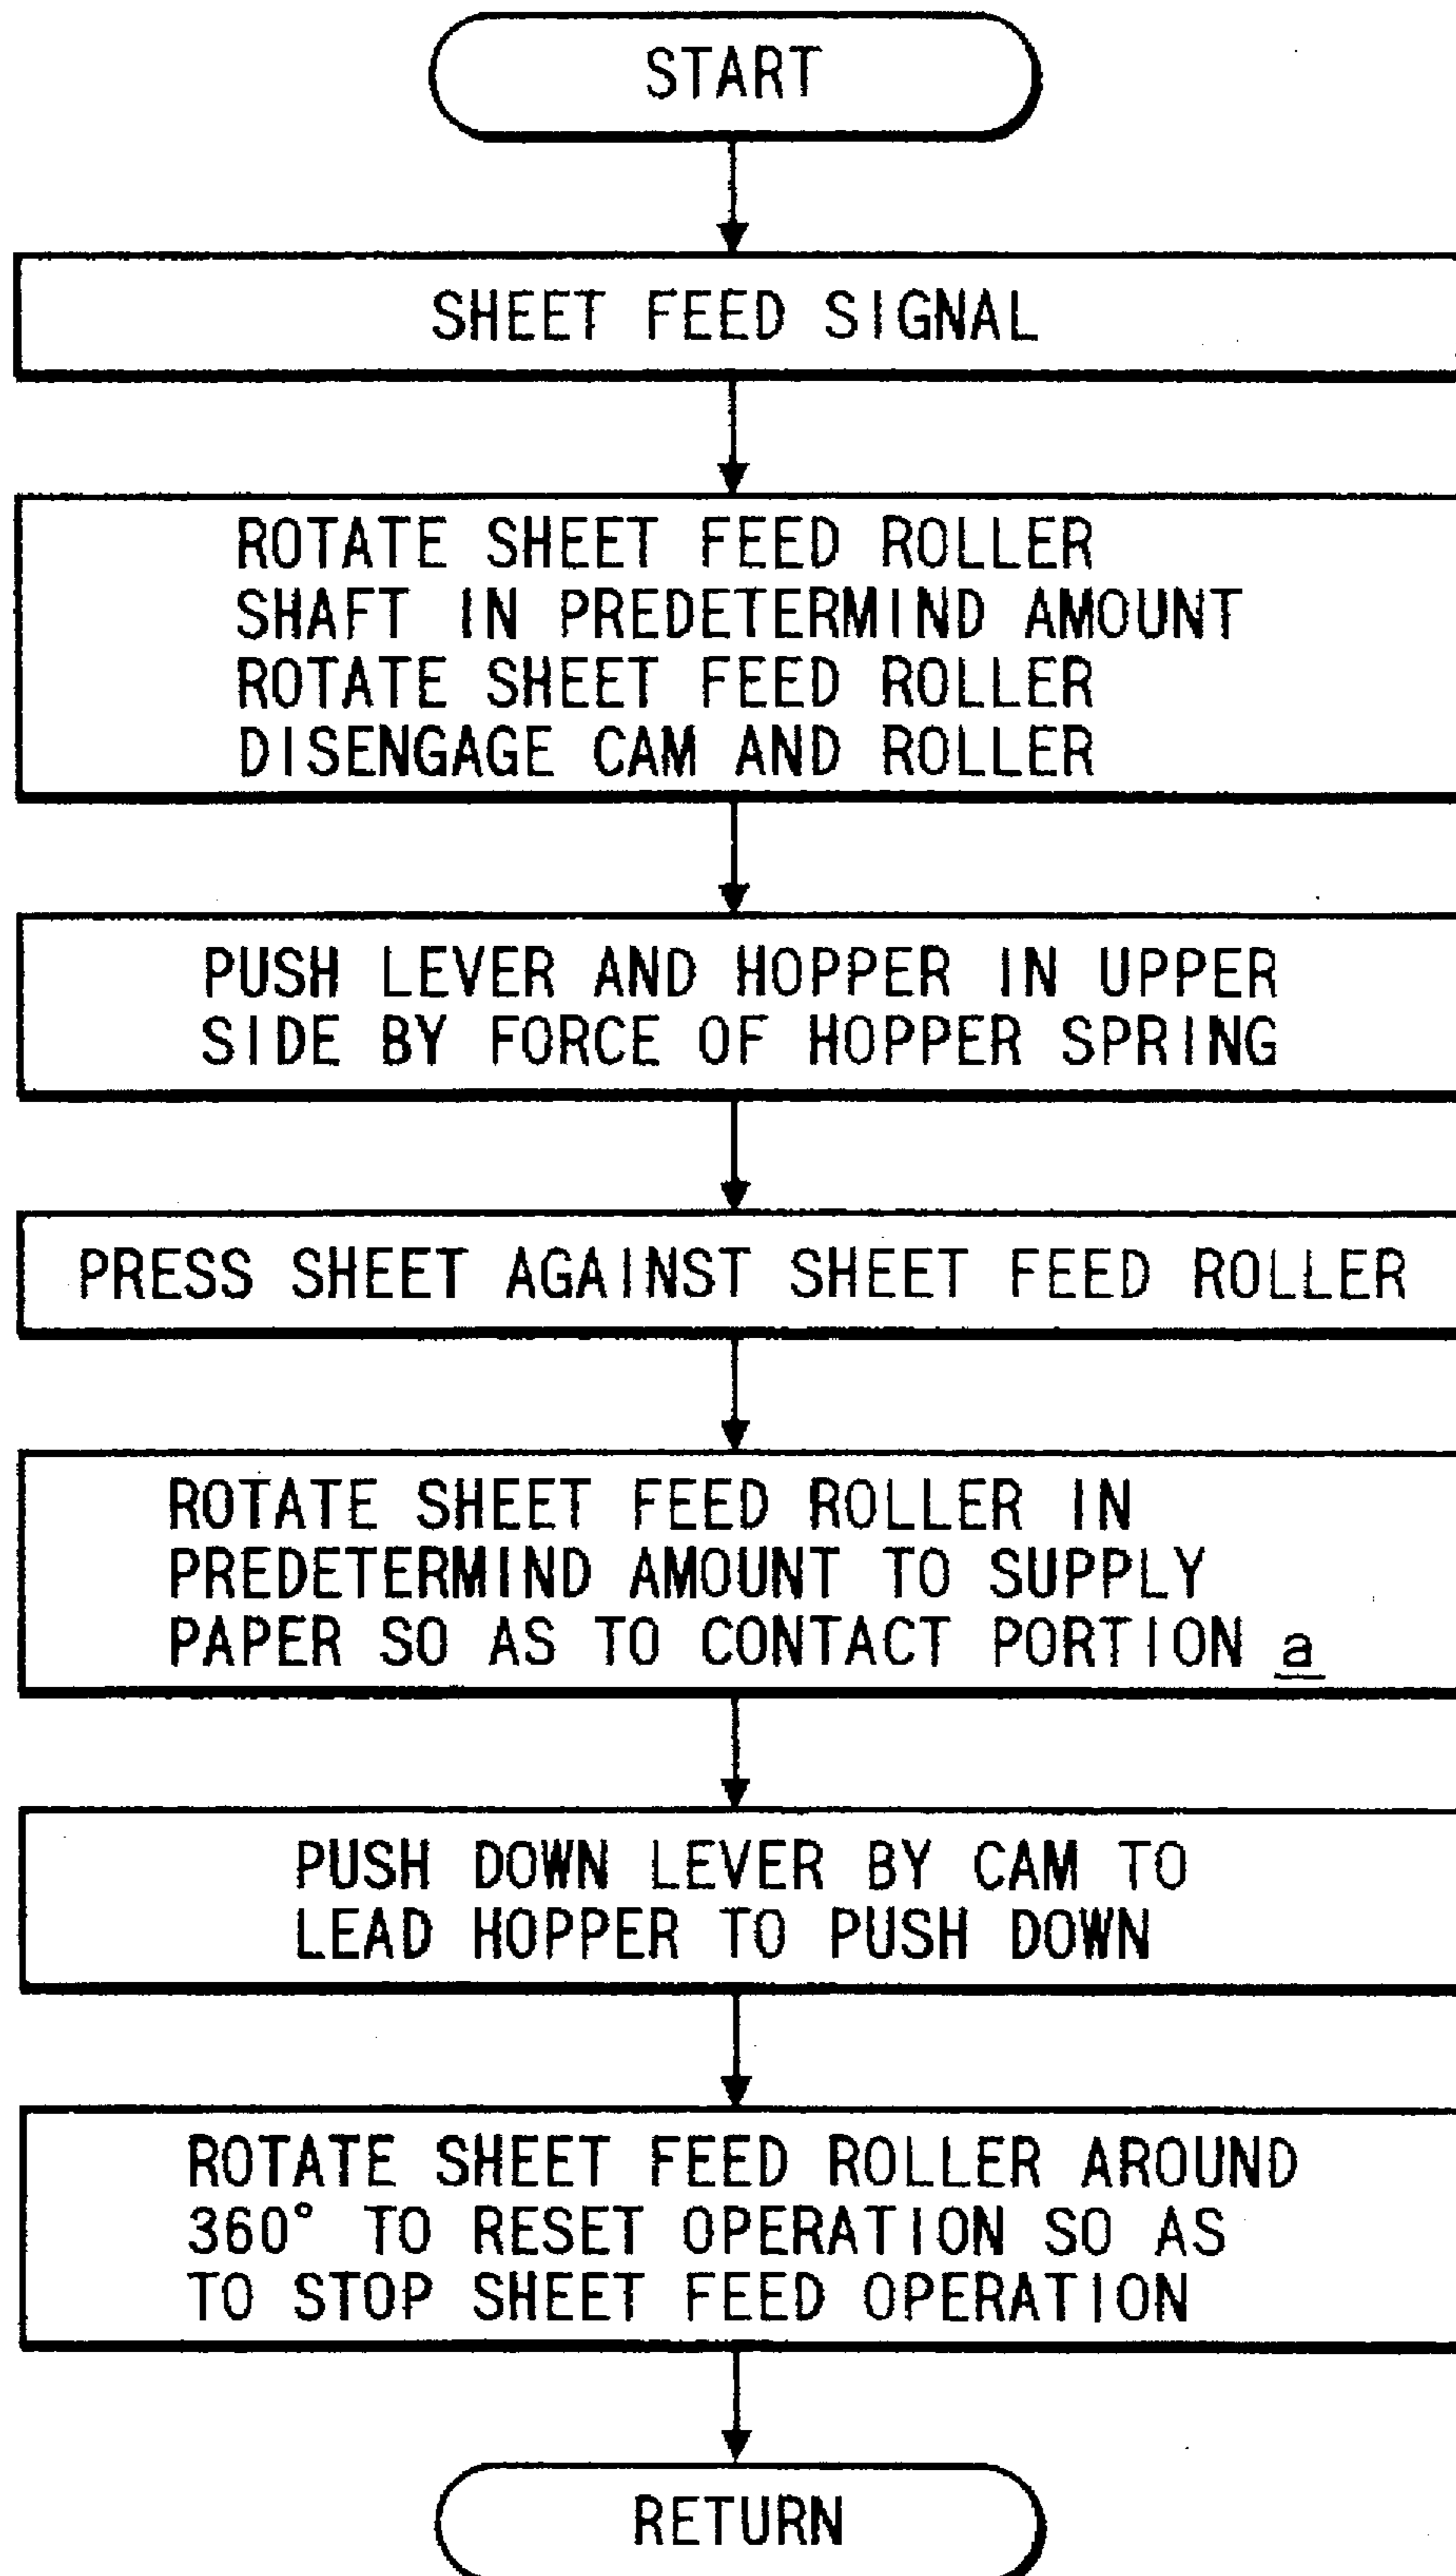 START
SHEET FEED SIGNAL
ROTATE SHEET FEED ROLLER
SHAFT IN PREDETERMIND AMOUNT
ROTATE SHEET FEED ROLLER
DISENGAGE CAM AND ROLLER
PUSH LEVER AND HOPPER IN UPPER
SIDE BY FORCE OF HOPPER SPRING
PRESS SHEET AGAINST SHEET FEED ROLLER
ROTATE SHEET FEED ROLLER IN
PREDETERMIND AMOUNT TO SUPPLY
PAPER SO AS TO CONTACT PORTION a
PUSH DOWN LEVER BY CAM TO
LEAD HOPPER TO PUSH DOWN
ROTATE SHEET FEED ROLLER AROUND
360° TO RESET OPERATION SO AS
TO STOP SHEET FEED OPERATION
RETURN